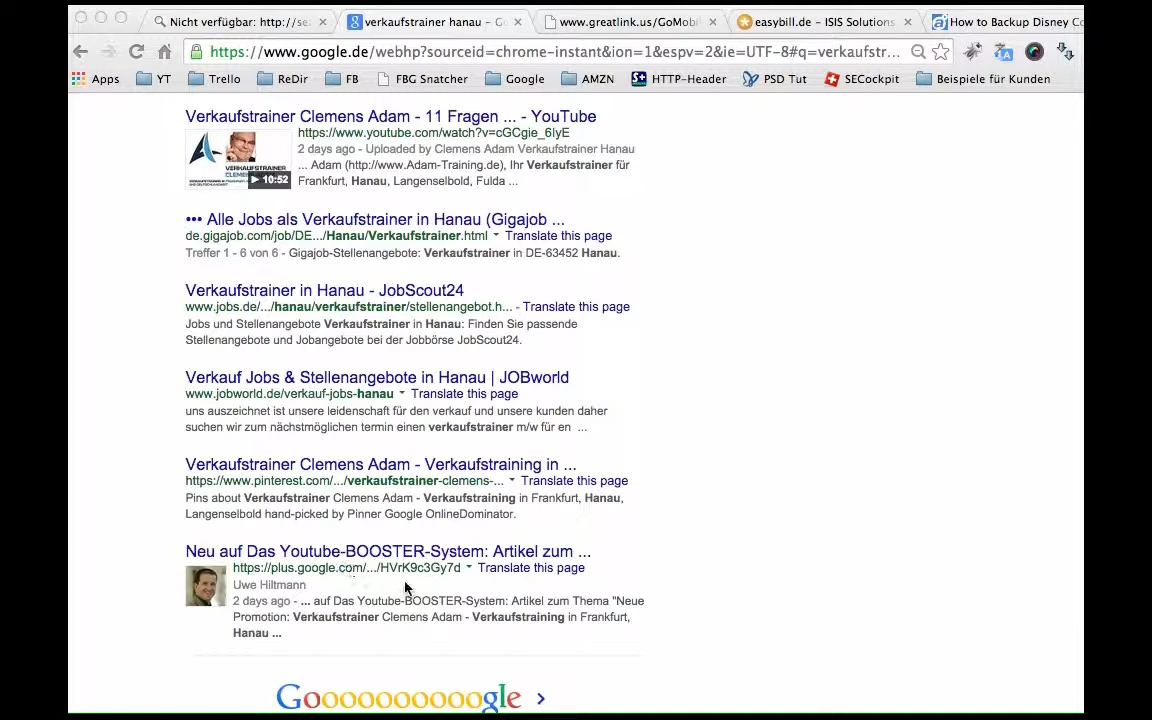 Nicht verfügbar: http://se
verkaufstrainer hanau - G
www.greatlink.us/GoMobi
easybill.de - ISIS Solutions
How to Backup Disney Co
https://www.google.de/webhp?sourceid=chrome-instant&ion=1&espv=2&ie=UTF-8#q=verkaufstr...
Apps YT Trello ReDir FB FBG Snatcher Google AMZN HTTP-Header PSD Tut SECockpit Beispiele für Kunden
Verkaufstrainer Clemens Adam - 11 Fragen ... - YouTube
https://www.youtube.com/watch?v=cGCgie_6IyE
2 days ago - Uploaded by Clemens Adam Verkaufstrainer Hanau
... Adam (http://www.Adam-Training.de), Ihr Verkaufstrainer für
Frankfurt, Hanau, Langenselbold, Fulda ...
VERKAUFSTRAINER
10:52
••• Alle Jobs als Verkaufstrainer in Hanau (Gigajob ...
de.gigajob.com/job/DE.../Hanau/Verkaufstrainer.html Translate this page
Treffer 1 - 6 von 6 - Gigajob-Stellenangebote: Verkaufstrainer in DE-63452 Hanau.
Verkaufstrainer in Hanau - JobScout24
www.jobs.de/.../hanau/verkaufstrainer/stellenangebot.h... - Translate this page
Jobs und Stellenangebote Verkaufstrainer in Hanau: Finden Sie passende
Stellenangebote und Jobangebote bei der Jobbörse JobScout24.
Verkauf Jobs & Stellenangebote in Hanau | JOBworld
www.jobworld.de/verkauf-jobs-hanau Translate this page
uns auszeichnet ist unsere leidenschaft für den verkauf und unsere kunden daher
suchen wir zum nächstmöglichen termin einen verkaufstrainer m/w für en ...
Verkaufstrainer Clemens Adam - Verkaufstraining in ...
https://www.pinterest.com/.../verkaufstrainer-clemens-... Translate this page
Pins about Verkaufstrainer Clemens Adam - Verkaufstraining in Frankfurt, Hanau,
Langenselbold hand-picked by Pinner Google OnlineDominator.
Neu auf Das Youtube-BOOSTER-System: Artikel zum ...
https://plus.google.com/.../HVrK9c3Gy7d Translate this page
Uwe Hiltmann
2 days ago - ... auf Das Youtube-BOOSTER-System: Artikel zum Thema "Neue
Promotion: Verkaufstrainer Clemens Adam - Verkaufstraining in Frankfurt,
Hanau ...
Goooooooooogle